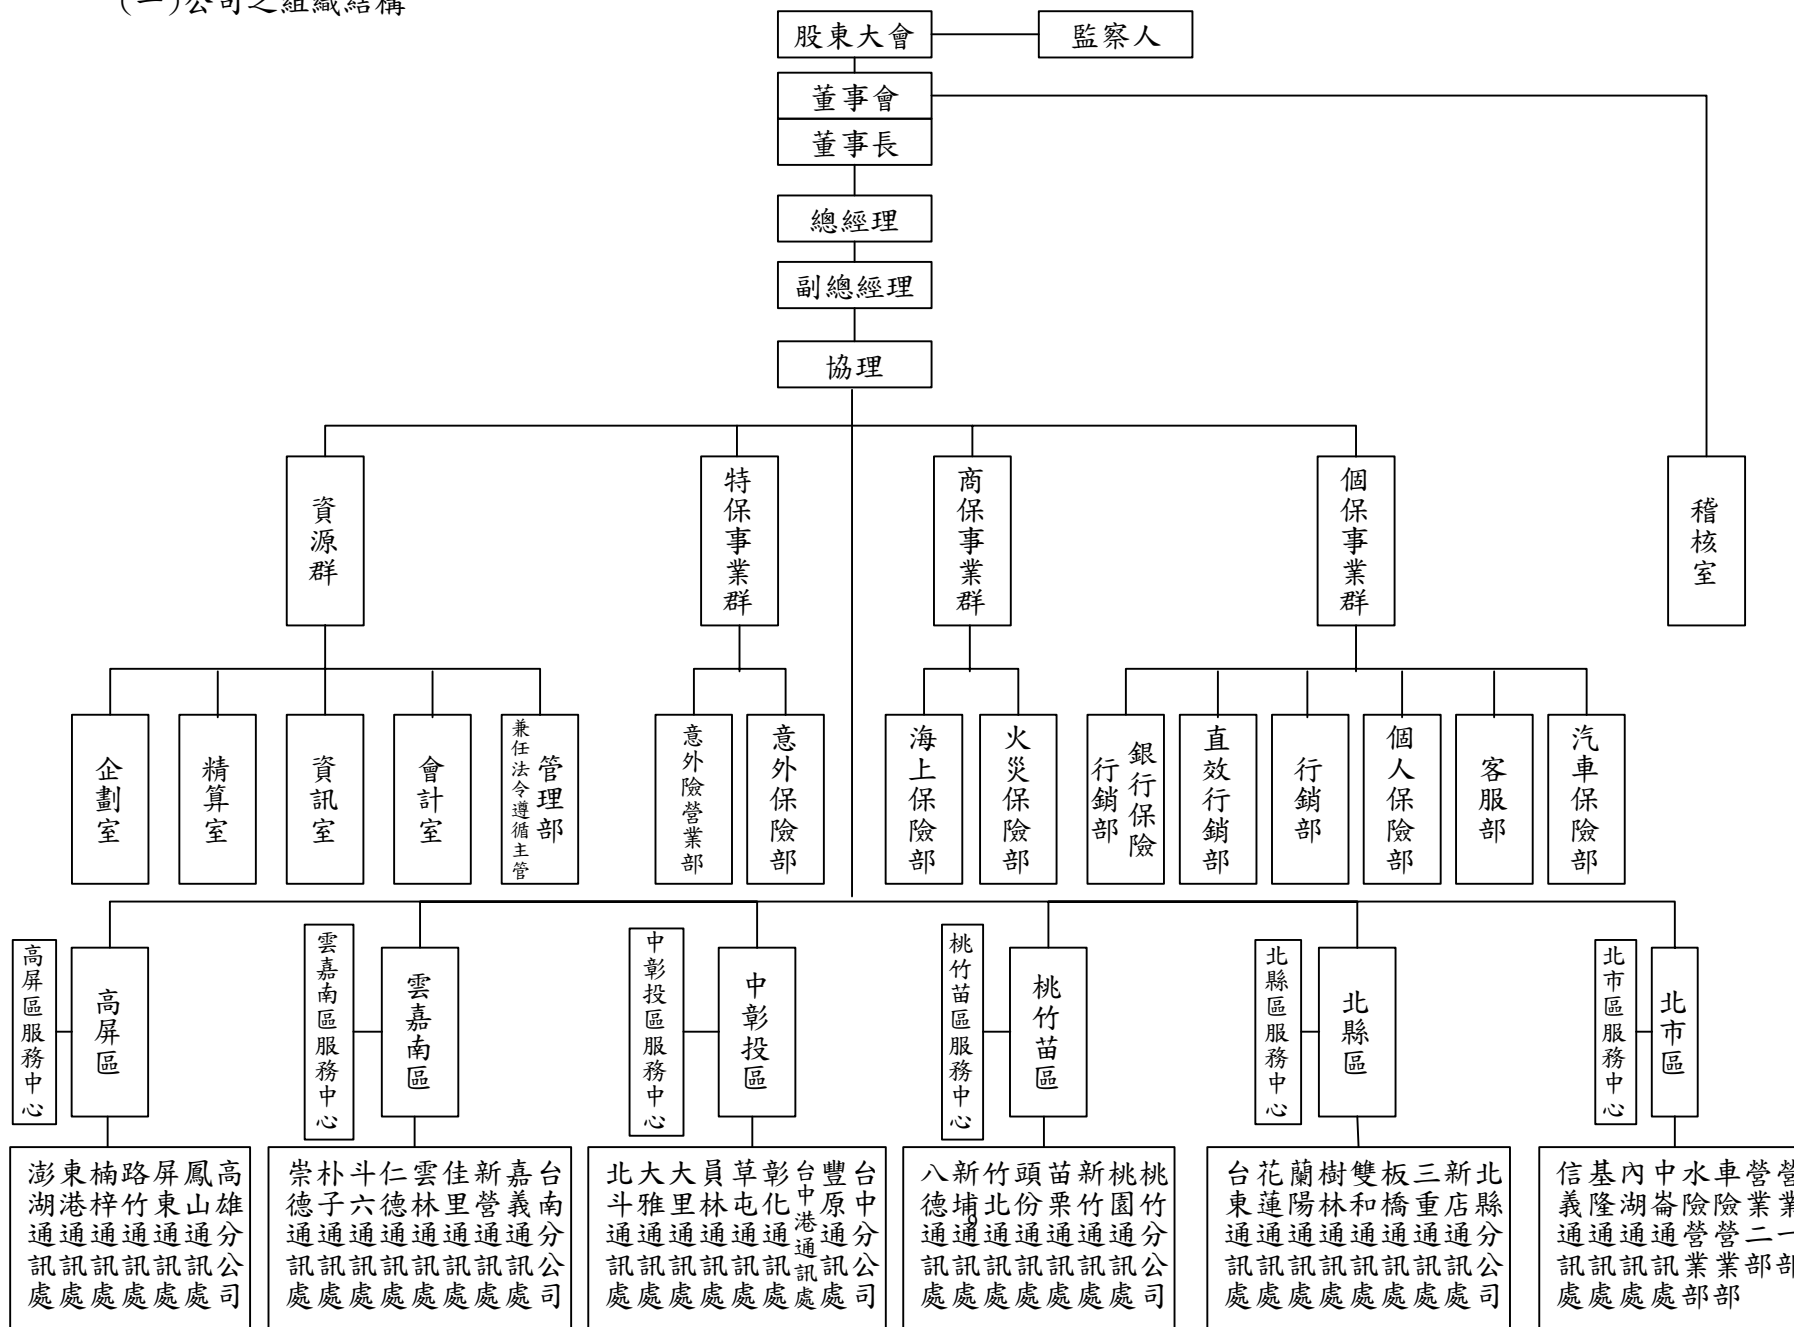 (一)公司之組織結構
股東大會
監察人
董事會
董事長
總經理
副總經理
協理
資源群
特保事業群
商保事業群
個保事業群
稽核室
企劃室
精算室
資訊室
會計室
管理部
兼任法令遵循主管
意外險營業部
意外保險部
海上保險部
火災保險部
銀行保險
行銷部
直效行銷部
行銷部
個人保險部
客服部
汽車保險部
高屏區服務中心
高屏區
雲嘉南區服務中心
雲嘉南區
中彰投區服務中心
中彰投區
桃竹苗區服務中心
桃竹苗區
北縣區服務中心
北縣區
北市區服務中心
北市區
高雄分公司
鳳山通訊處
屏東通訊處
路竹通訊處
楠梓通訊處
東港通訊處
澎湖通訊處
台南分公司
嘉義通訊處
新營通訊處
佳里通訊處
雲林通訊處
仁德通訊處
斗六通訊處
朴子通訊處
崇德通訊處
台中分公司
豐原通訊處
台中港通訊處
彰化通訊處
草屯通訊處
員林通訊處
大里通訊處
大雅通訊處
北斗通訊處
桃竹分公司
桃園通訊處
新竹通訊處
苗栗通訊處
頭份通訊處
竹北通訊處
新埔通訊處
八德通訊處
9
北縣分公司
新店通訊處
三重通訊處
板橋通訊處
雙和通訊處
樹林通訊處
蘭陽通訊處
花蓮通訊處
台東通訊處
營業一部
營業二部
車險營業部
水險營業部
中崙通訊處
內湖通訊處
基隆通訊處
信義通訊處